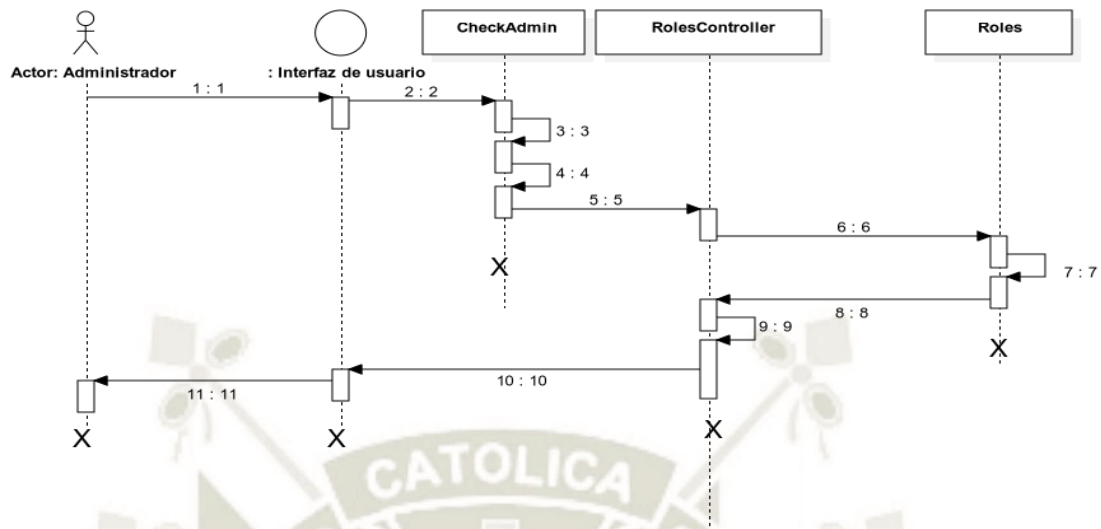 CheckAdmin
RolesController
Roles
Actor: Administrador
: Interfaz de usuario
1 : 1
2 : 2
3 : 3
4 : 4
5 : 5
6 : 6
7 : 7
8 : 8
9 : 9
10 : 10
11 : 11
X
X
X
X
X
CATOLICA